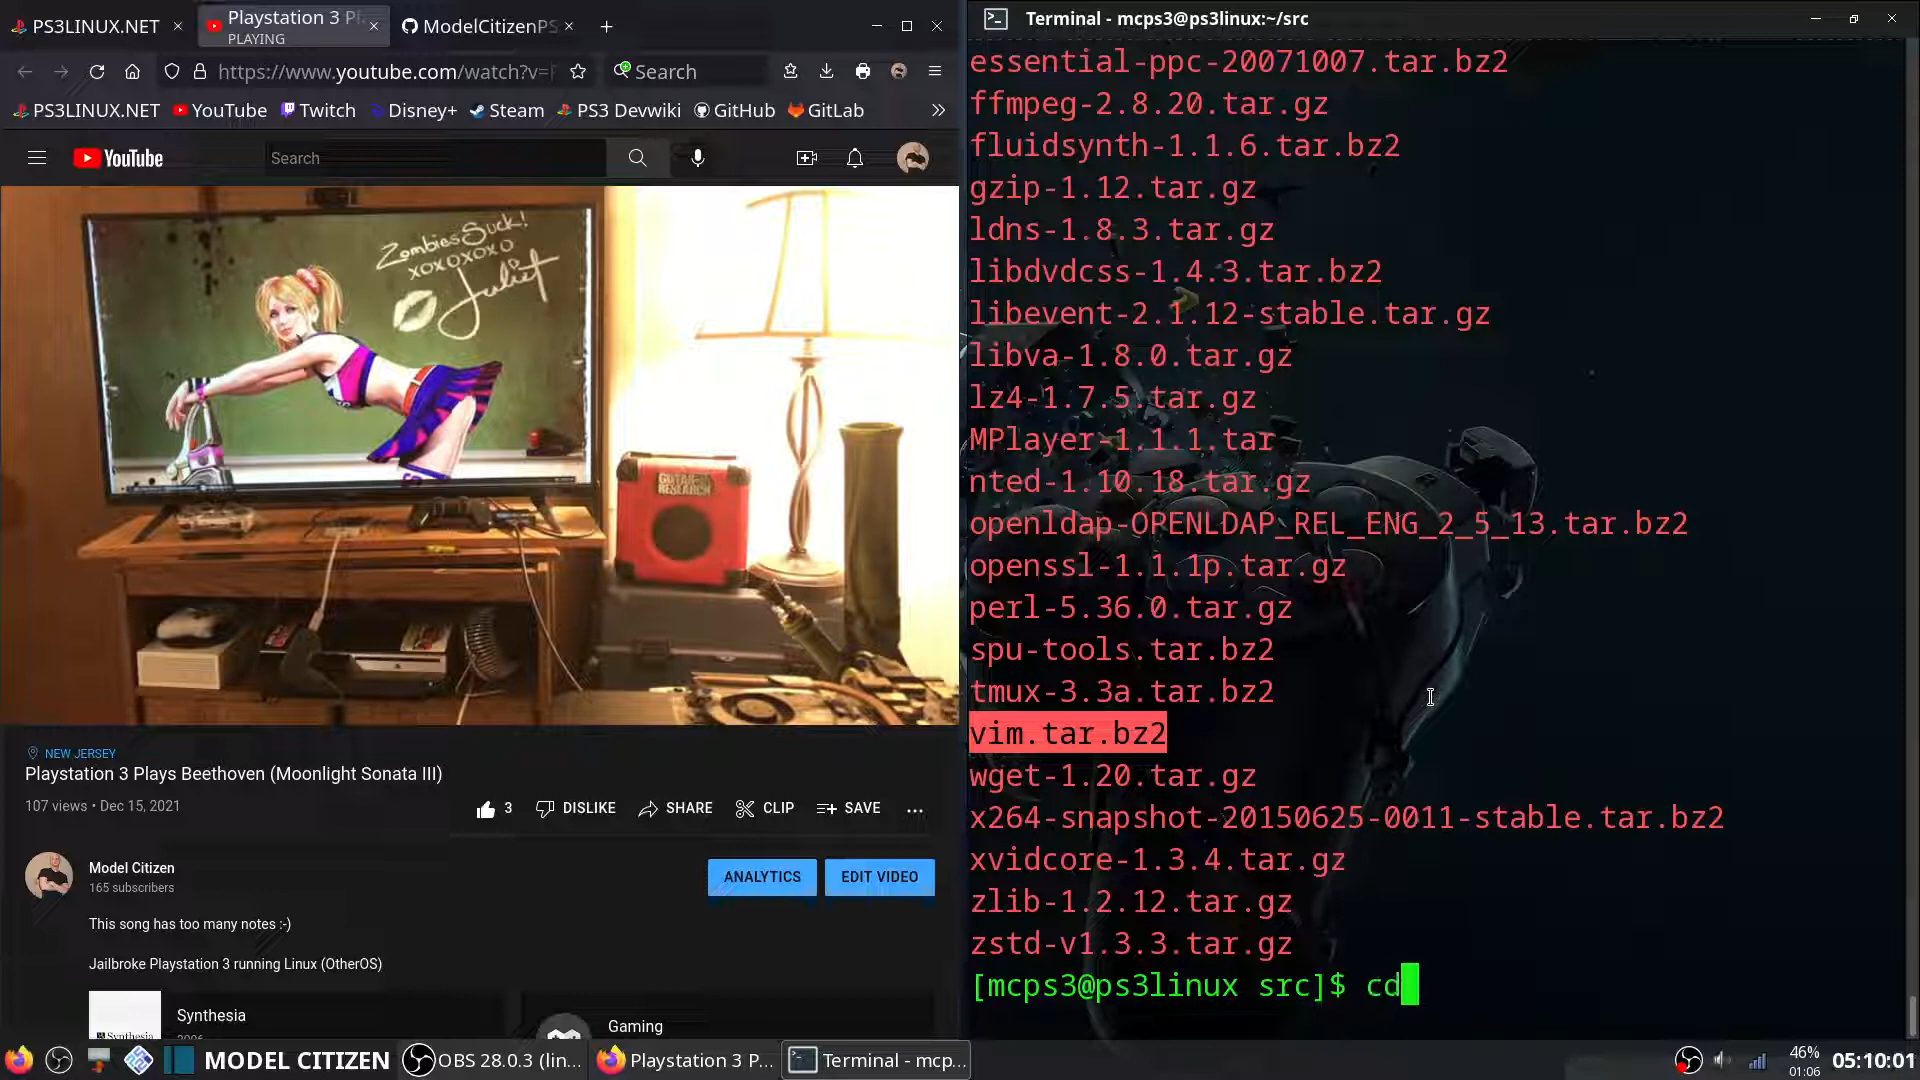 PS3LINUX.NET
Playstation 3 Pl
PLAYING
ModelCitizenPS
https://www.youtube.com/watch?v=
Search
PS3LINUX.NET YouTube Twitch Disney+ Steam PS3 Devwiki GitHub GitLab
YouTube
Search
Zombies Suck!
xoxoxoxo
Juliet
GUITAR
RESEARCH
NEW JERSEY
Playstation 3 Plays Beethoven (Moonlight Sonata III)
107 views • Dec 15, 2021
3 DISLIKE SHARE CLIP SAVE ...
Model Citizen
165 subscribers
ANALYTICS EDIT VIDEO
This song has too many notes :-)
Jailbroke Playstation 3 running Linux (OtherOS)
Synthesia
Synthesia
2006
Gaming
Terminal - mcps3@ps3linux:~/src
essential-ppc-20071007.tar.bz2
ffmpeg-2.8.20.tar.gz
fluidsynth-1.1.6.tar.bz2
gzip-1.12.tar.gz
ldns-1.8.3.tar.gz
libdvdcss-1.4.3.tar.bz2
libevent-2.1.12-stable.tar.gz
libva-1.8.0.tar.gz
lz4-1.7.5.tar.gz
MPlayer-1.1.1.tar
nted-1.10.18.tar.gz
openldap-OPENLDAP_REL_ENG_2_5_13.tar.bz2
openssl-1.1.1p.tar.gz
perl-5.36.0.tar.gz
spu-tools.tar.bz2
tmux-3.3a.tar.bz2
vim.tar.bz2
wget-1.20.tar.gz
x264-snapshot-20150625-0011-stable.tar.bz2
xvidcore-1.3.4.tar.gz
zlib-1.2.12.tar.gz
zstd-v1.3.3.tar.gz
[mcps3@ps3linux src]$ cd
MODEL CITIZEN OBS 28.0.3 (lin... Playstation 3 P... Terminal - mcp...
46%
01:06
05:10:01